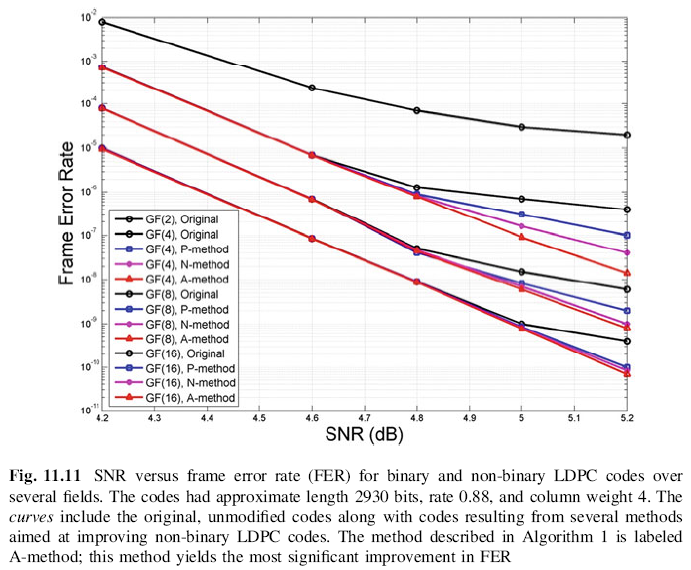 10⁻²
10⁻³
10⁻⁴
10⁻⁵
10⁻⁶
10⁻⁷
10⁻⁸
10⁻⁹
10⁻¹⁰
10⁻¹¹
Frame Error Rate
GF(2), Original
GF(4), Original
GF(4), P-method
GF(4), N-method
GF(4), A-method
GF(8), Original
GF(8), P-method
GF(8), N-method
GF(8), A-method
GF(16), Original
GF(16), P-method
GF(16), N-method
GF(16), A-method
4.2 4.3 4.4 4.5 4.6 4.7 4.8 4.9 5 5.1 5.2
SNR (dB)
Fig. 11.11 SNR versus frame error rate (FER) for binary and non-binary LDPC codes over
several fields. The codes had approximate length 2930 bits, rate 0.88, and column weight 4. The
curves include the original, unmodified codes along with codes resulting from several methods
aimed at improving non-binary LDPC codes. The method described in Algorithm 1 is labeled
A-method; this method yields the most significant improvement in FER